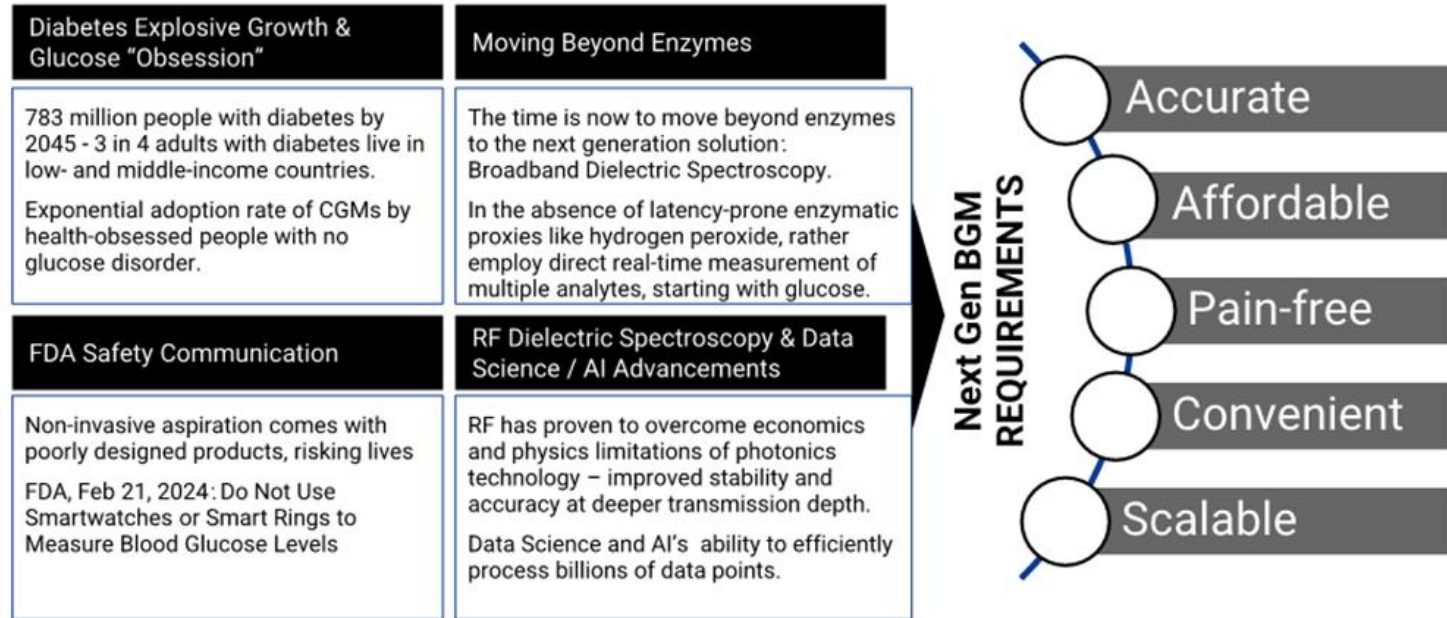 Diabetes Explosive Growth &
Glucose “Obsession”
783 million people with diabetes by
2045 - 3 in 4 adults with diabetes live in
low- and middle-income countries.
Exponential adoption rate of CGMs by
health-obsessed people with no
glucose disorder.
Moving Beyond Enzymes
The time is now to move beyond enzymes
to the next generation solution:
Broadband Dielectric Spectroscopy.
In the absence of latency-prone enzymatic
proxies like hydrogen peroxide, rather
employ direct real-time measurement of
multiple analytes, starting with glucose.
FDA Safety Communication
Non-invasive aspiration comes with
poorly designed products, risking lives
FDA, Feb 21, 2024: Do Not Use
Smartwatches or Smart Rings to
Measure Blood Glucose Levels
RF Dielectric Spectroscopy & Data
Science / AI Advancements
RF has proven to overcome economics
and physics limitations of photonics
technology – improved stability and
accuracy at deeper transmission depth.
Data Science and AI’s ability to efficiently
process billions of data points.
Next Gen BGM
REQUIREMENTS
Accurate
Affordable
Pain-free
Convenient
Scalable